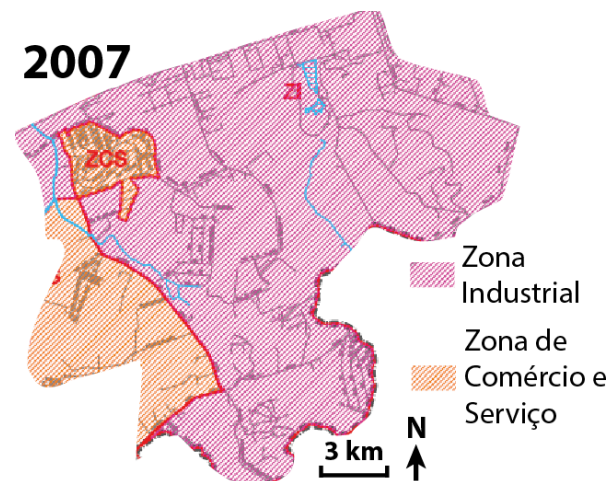 2007
ZI
ZCS
Zona
Industrial
Zona de
Comércio e
Serviço
3 km
N